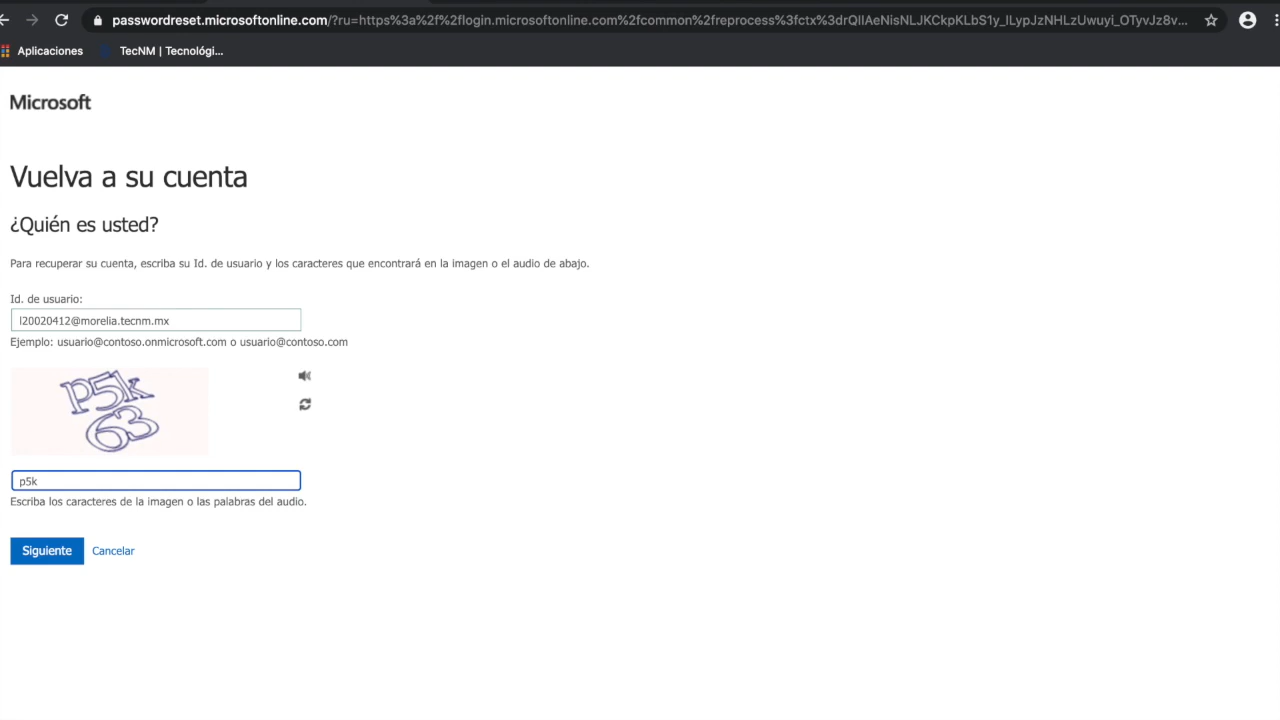 passwordreset.microsoftonline.com/?ru=https%3a%2f%2flogin.microsoftonline.com%2fcommon%2freprocess%3fctx%3drQIIAeNisNLJKCkpKLbS1y_ILypJzNHLzUwuyi_OTyvJz8v...
Aplicaciones TecNM | Tecnológi...
Microsoft
Vuelva a su cuenta
¿Quién es usted?
Para recuperar su cuenta, escriba su Id. de usuario y los caracteres que encontrará en la imagen o el audio de abajo.
Id. de usuario:
l20020412@morelia.tecnm.mx
Ejemplo: usuario@contoso.onmicrosoft.com o usuario@contoso.com
P5k
63
p5k
Escriba los caracteres de la imagen o las palabras del audio.
Siguiente Cancelar